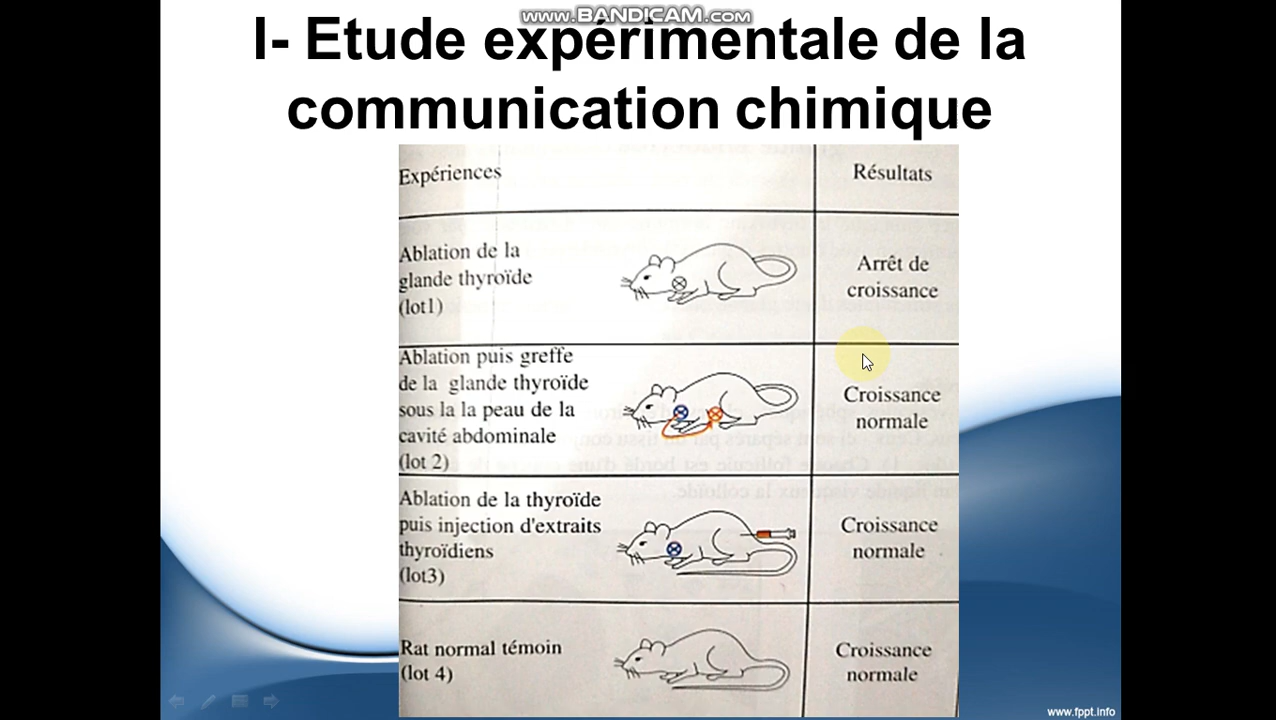 www.BANDICAM.com
I- Etude expérimentale de la
communication chimique
Expériences
Résultats
Ablation de la
glande thyroïde
(lot1)
Arrêt de
croissance
Ablation puis greffe
de la glande thyroïde
sous la la peau de la
cavité abdominale
(lot 2)
Croissance
normale
Ablation de la thyroïde
puis injection d'extraits
thyroïdiens
(lot3)
Croissance
normale
Rat normal témoin
(lot 4)
Croissance
normale
www.fppt.info